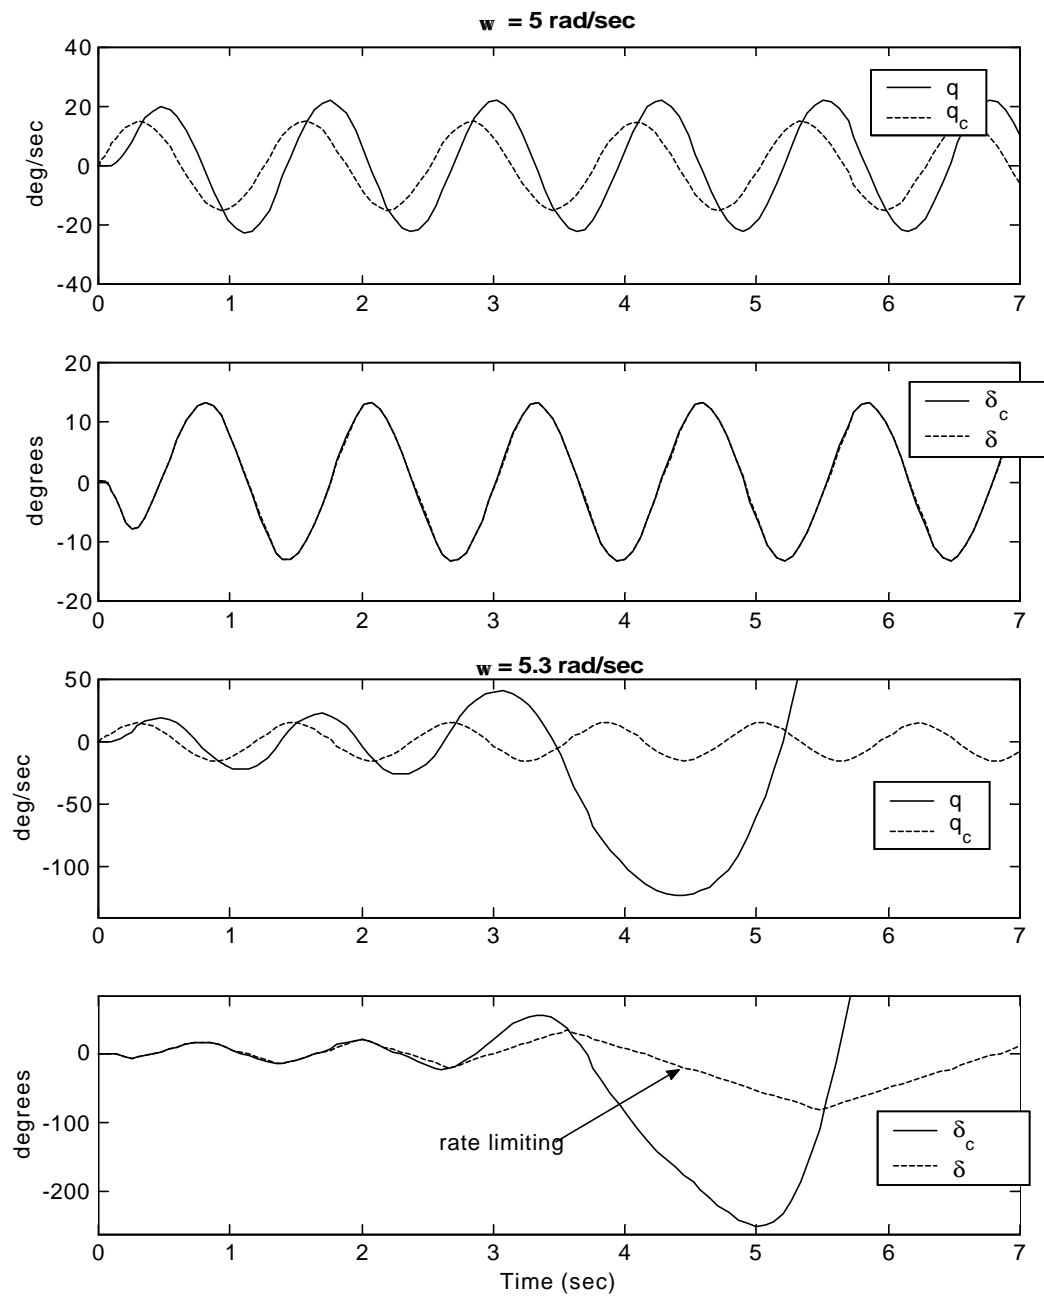 w = 5 rad/sec
40
20
0
-20
-40
deg/sec
q
q_c
0 1 2 3 4 5 6 7
20
10
0
-10
-20
degrees
δ_c
δ
0 1 2 3 4 5 6 7
w = 5.3 rad/sec
50
0
-50
-100
deg/sec
q
q_c
0 1 2 3 4 5 6 7
0
-100
-200
degrees
rate limiting
δ_c
δ
0 1 2 3 4 5 6 7
Time (sec)